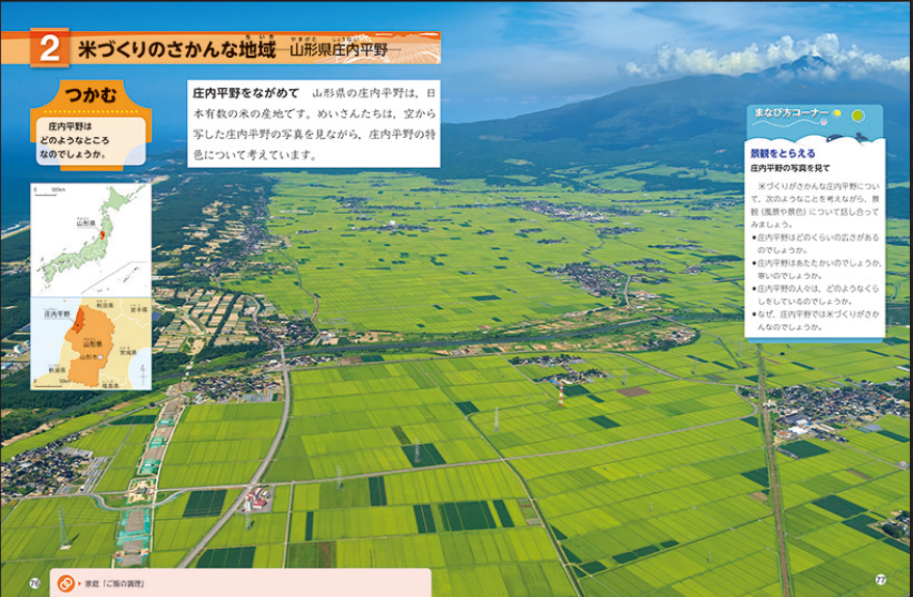 2 米づくりのさかんな地域 ─山形県庄内平野─
つかむ
庄内平野は
どのようなところ
なのでしょうか。
庄内平野をながめて 山形県の庄内平野は，日
本有数の米の産地です。めいさんたちは，空から
写した庄内平野の写真を見ながら，庄内平野の特
色について考えています。
まなび方コーナー
景観をとらえる
庄内平野の写真を見て
米づくりがさかんな庄内平野につい
て，次のようなことを考えながら，景
観（風景や景色）について話し合って
みましょう。
●庄内平野はどのくらいの広さがある
のでしょうか。
●庄内平野はあたたかいのでしょうか，
寒いのでしょうか。
●庄内平野の人々は，どのようなくら
しをしているのでしょうか。
●なぜ，庄内平野では米づくりがさか
んなのでしょうか。
0 500km
山形県
秋田県
岩手県
庄内平野
山形県
山形市
宮城県
新潟県
0 50km
福島県
76
家庭「ご飯の調理」
77